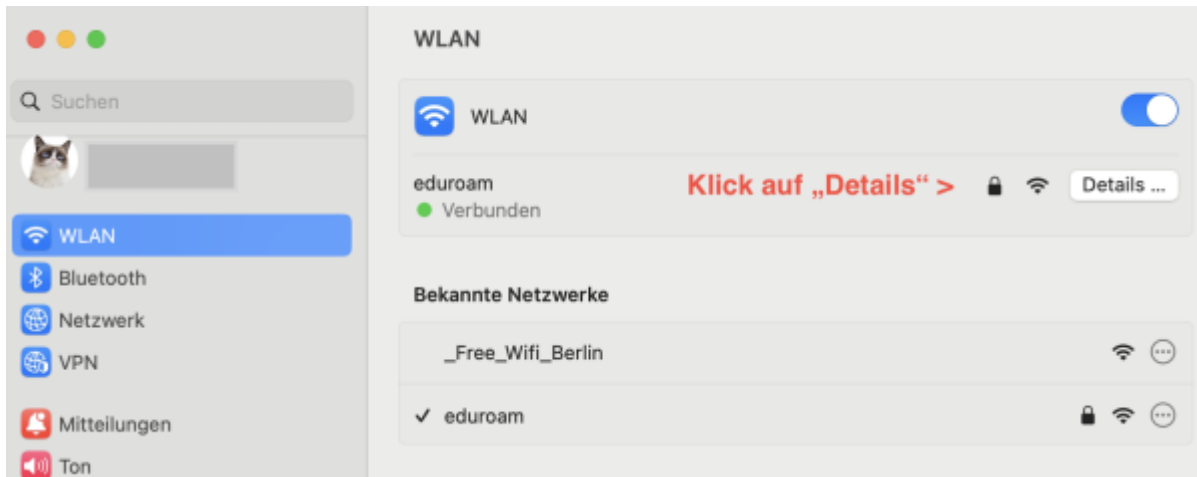 WLAN
Suchen
WLAN
eduroam
Klick auf „Details“ >
Details ...
Verbunden
WLAN
Bluetooth
Bekannte Netzwerke
Netzwerk
_Free_Wifi_Berlin
VPN
eduroam
Mitteilungen
Ton